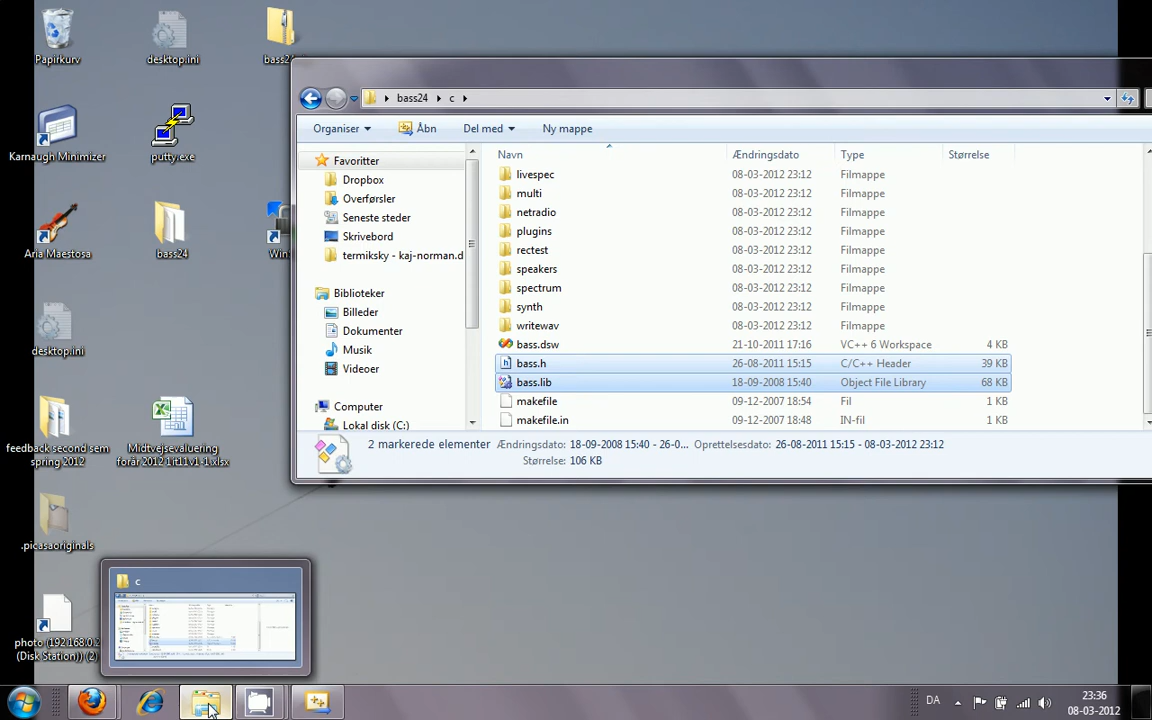 Papirkurv
desktop.ini
bass24
Karnaugh Minimizer
putty.exe
Aria Maestosa
bass24
Win
desktop.ini
feedback second sem
spring 2012
Midtvejsevaluering
forår 2012 1it11v1-1.xlsx
.picasaoriginals
photo (192.168.0.2
(Disk Station)) (2)
bass24 c
Organiser Åbn Del med Ny mappe
Favoritter
Dropbox
Overførsler
Seneste steder
Skrivebord
termiksky - kaj-norman.d
Biblioteker
Billeder
Dokumenter
Musik
Videoer
Computer
Lokal disk (C:)
Navn Ændringsdato Type Størrelse
livespec 08-03-2012 23:12 Filmappe
multi 08-03-2012 23:12 Filmappe
netradio 08-03-2012 23:12 Filmappe
plugins 08-03-2012 23:12 Filmappe
rectest 08-03-2012 23:12 Filmappe
speakers 08-03-2012 23:12 Filmappe
spectrum 08-03-2012 23:12 Filmappe
synth 08-03-2012 23:12 Filmappe
writewav 08-03-2012 23:12 Filmappe
bass.dsw 21-10-2011 17:16 VC++ 6 Workspace 4 KB
bass.h 26-08-2011 15:15 C/C++ Header 39 KB
bass.lib 18-09-2008 15:40 Object File Library 68 KB
makefile 09-12-2007 18:54 Fil 1 KB
makefile.in 09-12-2007 18:48 IN-fil 1 KB
2 markerede elementer Ændringsdato: 18-09-2008 15:40 - 26-0... Oprettelsesdato: 26-08-2011 15:15 - 08-03-2012 23:12
Størrelse: 106 KB
c
DA
23:36
08-03-2012